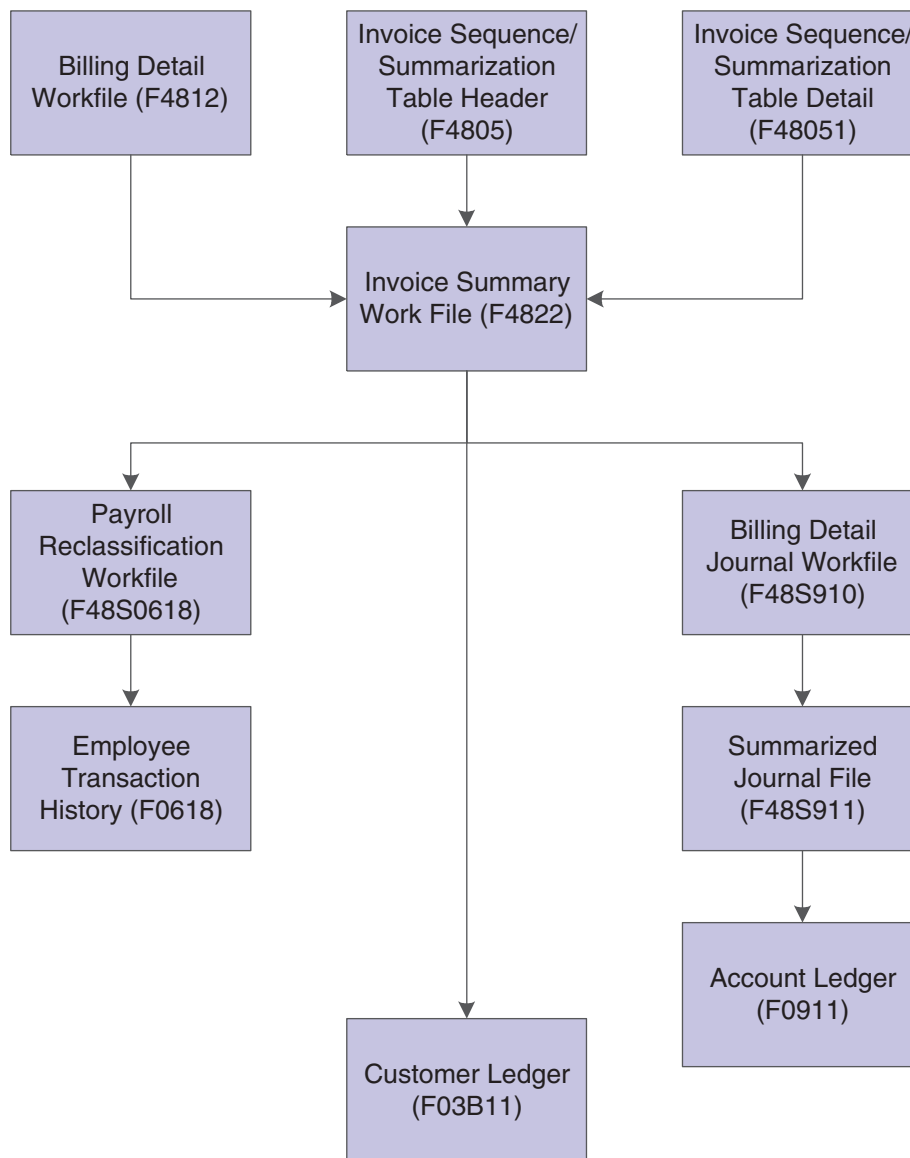 Billing Detail
Workfile (F4812)
Invoice Sequence/
Summarization
Table Header
(F4805)
Invoice Sequence/
Summarization
Table Detail
(F48051)
Invoice Summary
Work File (F4822)
Payroll
Reclassification
Workfile
(F48S0618)
Billing Detail
Journal Workfile
(F48S910)
Employee
Transaction
History (F0618)
Summarized
Journal File
(F48S911)
Account Ledger
(F0911)
Customer Ledger
(F03B11)